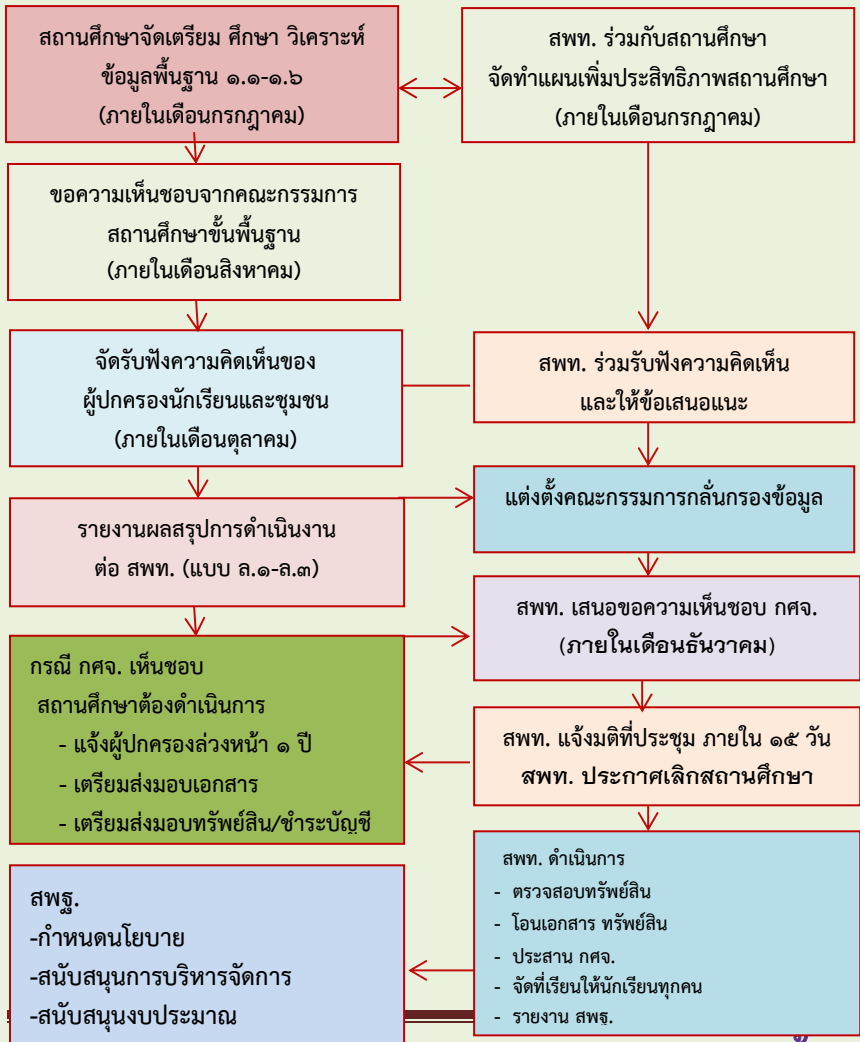 สถานศึกษาจัดเตรียม ศึกษา วิเคราะห์
ข้อมูลพื้นฐาน ๑.๑-๑.๖
(ภายในเดือนกรกฎาคม)
สพท. ร่วมกับสถานศึกษา
จัดทำแผนเพิ่มประสิทธิภาพสถานศึกษา
(ภายในเดือนกรกฎาคม)
ขอความเห็นชอบจากคณะกรรมการ
สถานศึกษาขั้นพื้นฐาน
(ภายในเดือนสิงหาคม)
จัดรับฟังความคิดเห็นของ
ผู้ปกครองนักเรียนและชุมชน
(ภายในเดือนตุลาคม)
สพท. ร่วมรับฟังความคิดเห็น
และให้ข้อเสนอแนะ
รายงานผลสรุปการดำเนินงาน
ต่อ สพท. (แบบ ล.๑-ล.๓)
แต่งตั้งคณะกรรมการกลั่นกรองข้อมูล
สพท. เสนอขอความเห็นชอบ กศจ.
(ภายในเดือนธันวาคม)
กรณี กศจ. เห็นชอบ
สถานศึกษาต้องดำเนินการ
- แจ้งผู้ปกครองล่วงหน้า ๑ ปี
- เตรียมส่งมอบเอกสาร
- เตรียมส่งมอบทรัพย์สิน/ชำระบัญชี
สพท. แจ้งมติที่ประชุม ภายใน ๑๕ วัน
สพท. ประกาศเลิกสถานศึกษา
สพท. ดำเนินการ
- ตรวจสอบทรัพย์สิน
- โอนเอกสาร ทรัพย์สิน
- ประสาน กศจ.
- จัดที่เรียนให้นักเรียนทุกคน
- รายงาน สพฐ.
สพฐ.
-กำหนดนโยบาย
-สนับสนุนการบริหารจัดการ
-สนับสนุนงบประมาณ